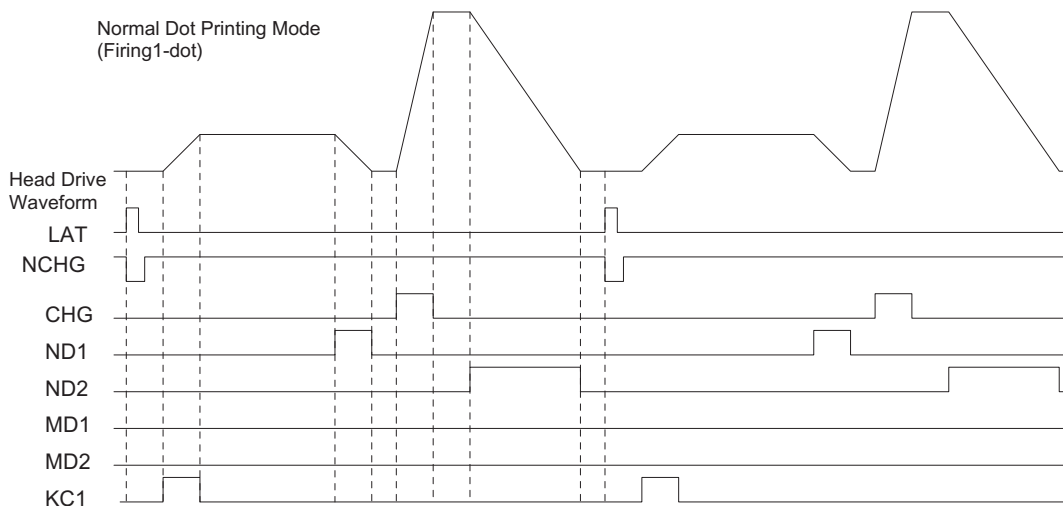 Normal Dot Printing Mode
(Firing1-dot)
Head Drive
Waveform
LAT
NCHG
CHG
ND1
ND2
MD1
MD2
KC1